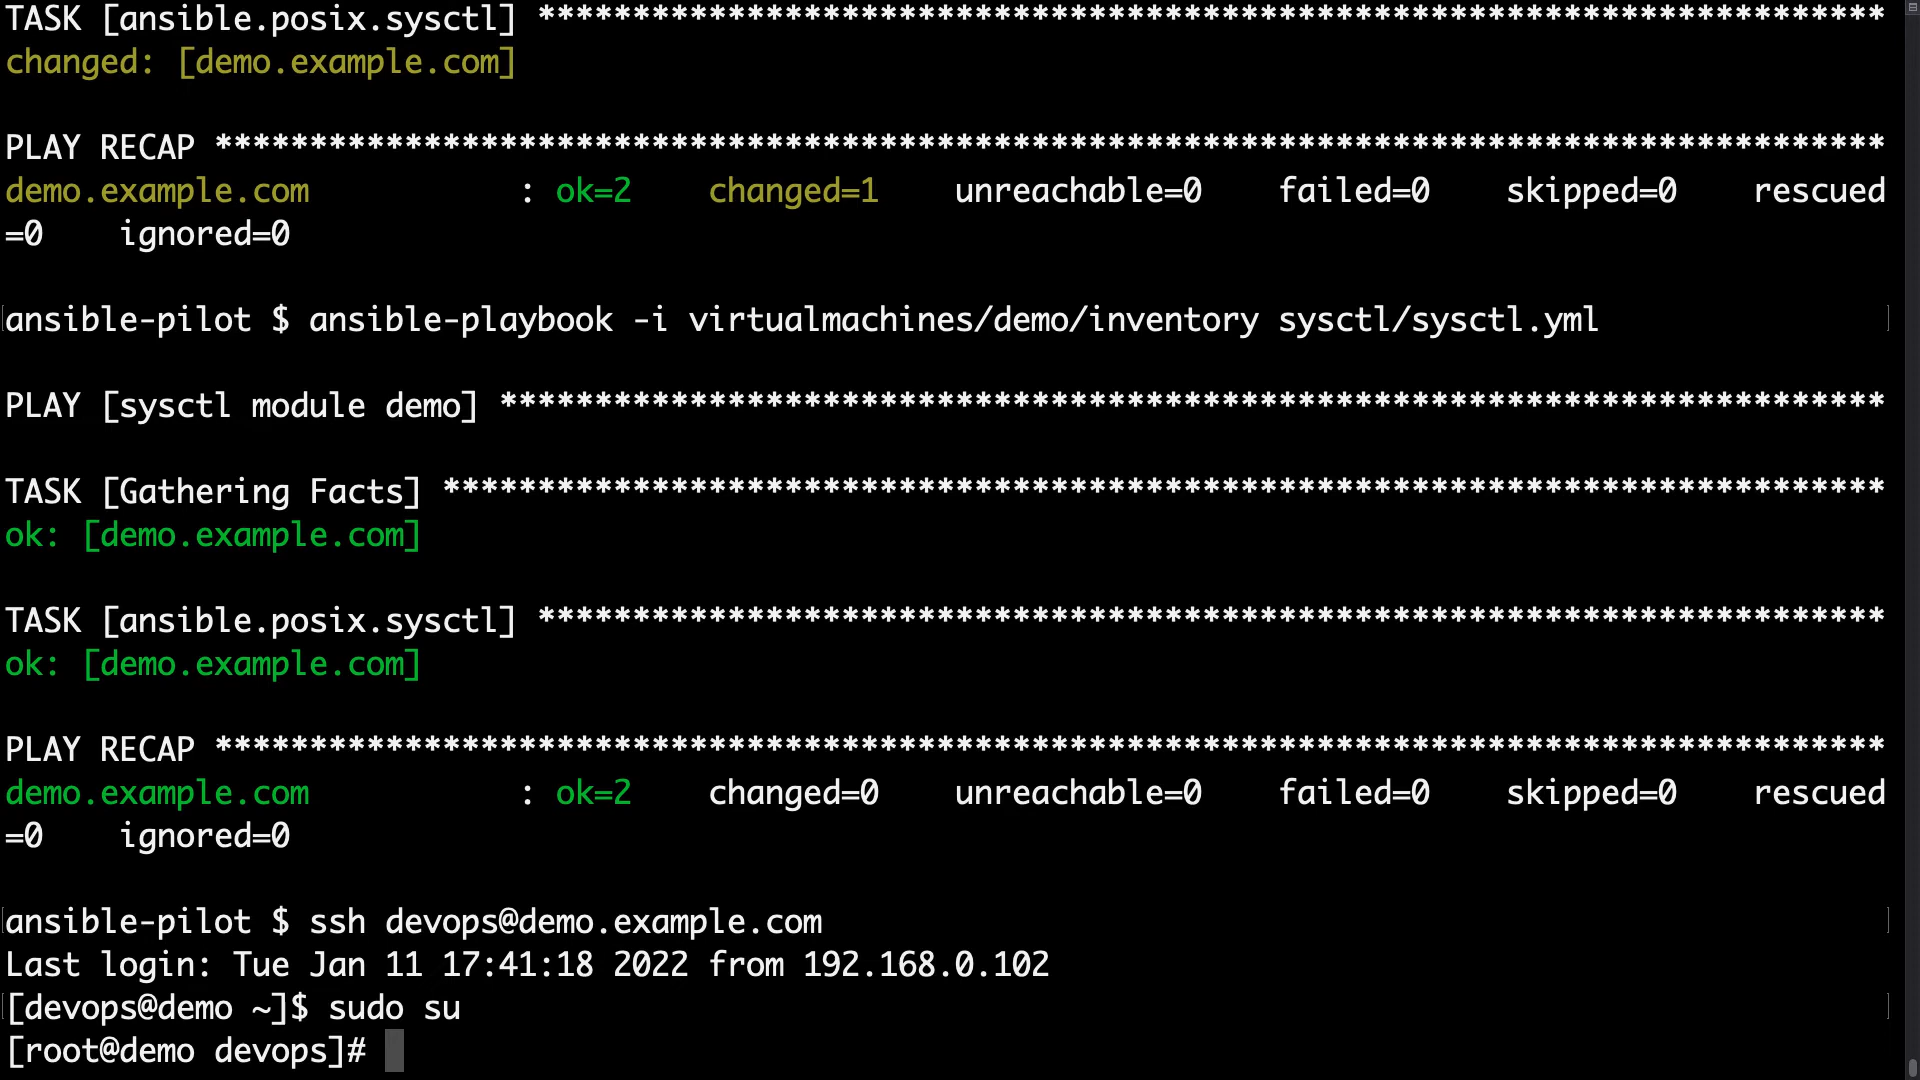 TASK [ansible.posix.sysctl] ***********************************************************************
changed: [demo.example.com]
PLAY RECAP ****************************************************************************************
demo.example.com           : ok=2    changed=1    unreachable=0    failed=0    skipped=0    rescued
=0    ignored=0
ansible-pilot $ ansible-playbook -i virtualmachines/demo/inventory sysctl/sysctl.yml
PLAY [sysctl module demo] *************************************************************************
TASK [Gathering Facts] ****************************************************************************
ok: [demo.example.com]
TASK [ansible.posix.sysctl] ***********************************************************************
ok: [demo.example.com]
PLAY RECAP ****************************************************************************************
demo.example.com           : ok=2    changed=0    unreachable=0    failed=0    skipped=0    rescued
=0    ignored=0
ansible-pilot $ ssh devops@demo.example.com
Last login: Tue Jan 11 17:41:18 2022 from 192.168.0.102
[devops@demo ~]$ sudo su
[root@demo devops]#